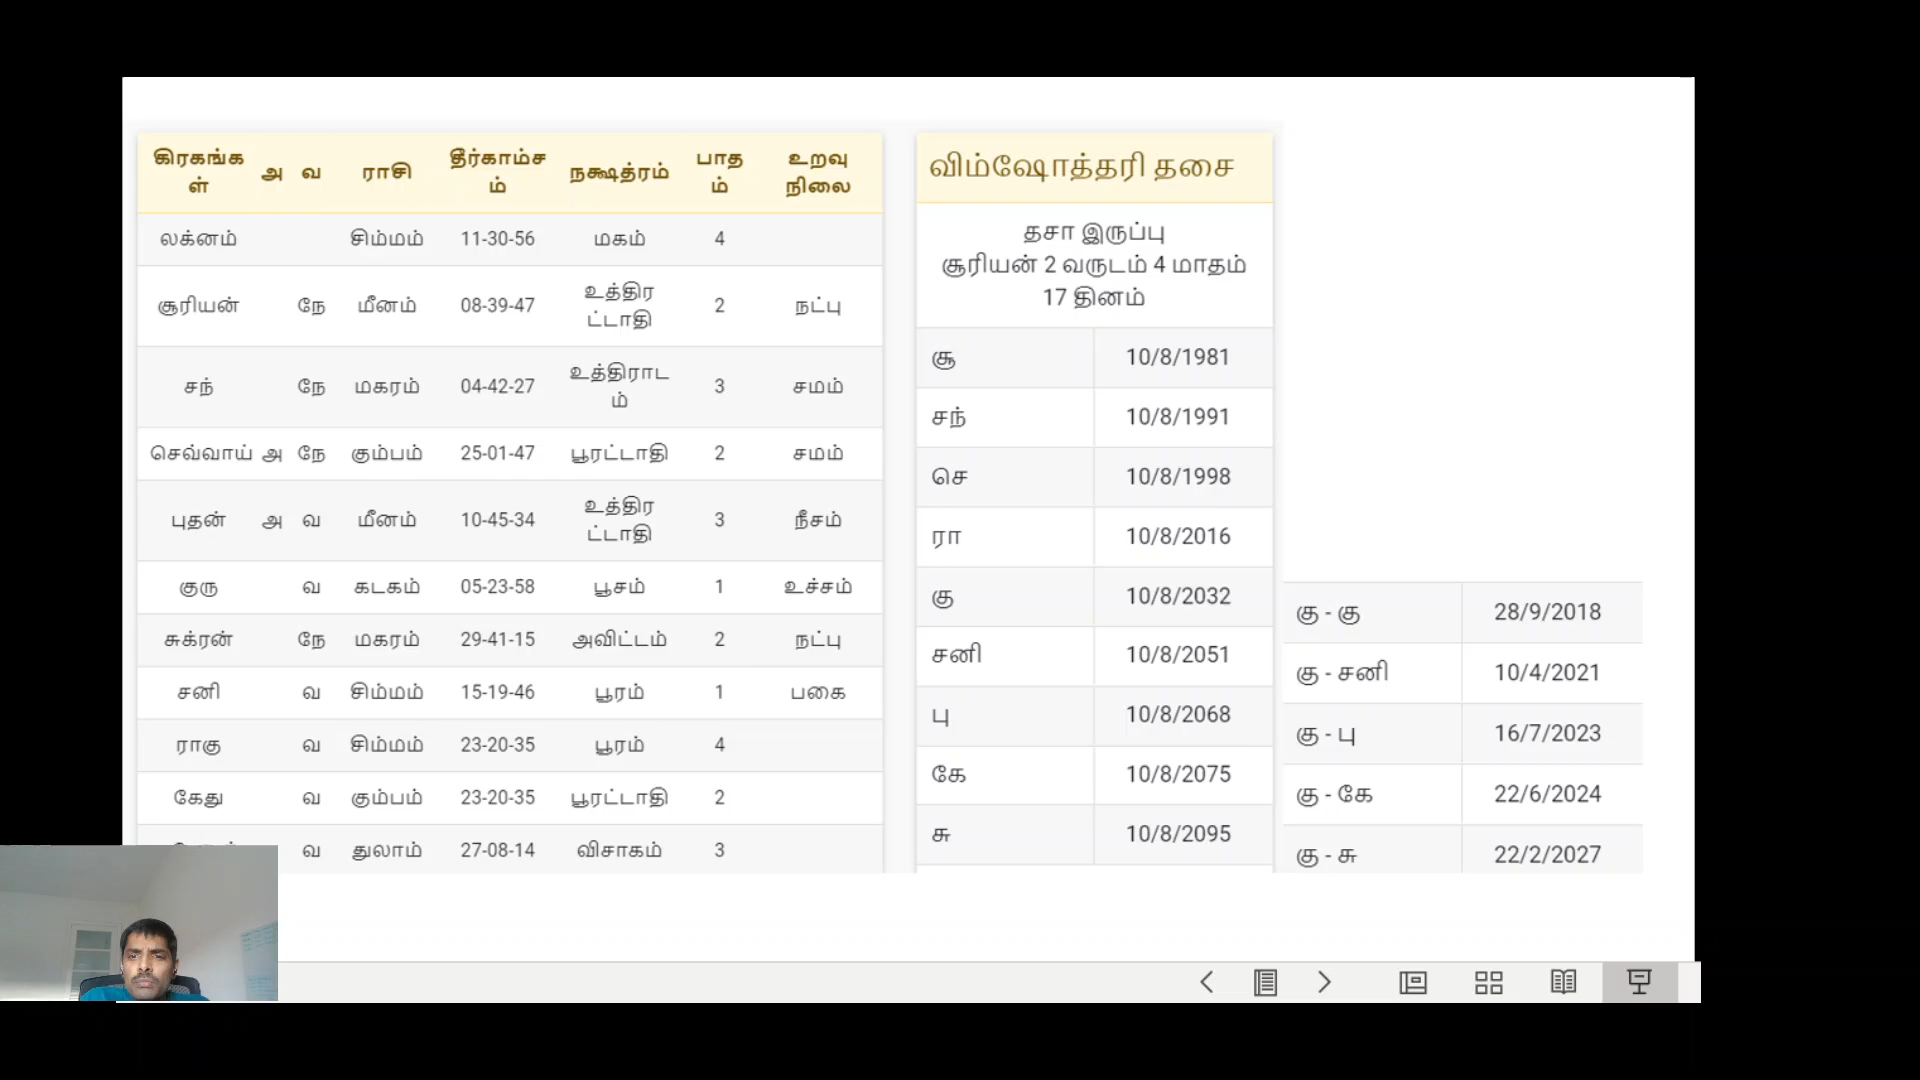 கிரகங்கள் அ வ ராசி தீர்காம்சம் நக்ஷத்ரம் பாதம் உறவு நிலை
லக்னம் சிம்மம் 11-30-56 மகம் 4
சூரியன் நே மீனம் 08-39-47 உத்திரட்டாதி 2 நட்பு
சந் நே மகரம் 04-42-27 உத்திராடம் 3 சமம்
செவ்வாய் அ நே கும்பம் 25-01-47 பூரட்டாதி 2 சமம்
புதன் அ வ மீனம் 10-45-34 உத்திரட்டாதி 3 நீசம்
குரு வ கடகம் 05-23-58 பூசம் 1 உச்சம்
சுக்ரன் நே மகரம் 29-41-15 அவிட்டம் 2 நட்பு
சனி வ சிம்மம் 15-19-46 பூரம் 1 பகை
ராகு வ சிம்மம் 23-20-35 பூரம் 4
கேது வ கும்பம் 23-20-35 பூரட்டாதி 2
வ துலாம் 27-08-14 விசாகம் 3
விம்ஷோத்தரி தசை
தசா இருப்பு
சூரியன் 2 வருடம் 4 மாதம்
17 தினம்
சூ 10/8/1981
சந் 10/8/1991
செ 10/8/1998
ரா 10/8/2016
கு 10/8/2032
சனி 10/8/2051
பு 10/8/2068
கே 10/8/2075
சு 10/8/2095
கு - கு 28/9/2018
கு - சனி 10/4/2021
கு - பு 16/7/2023
கு - கே 22/6/2024
கு - சு 22/2/2027